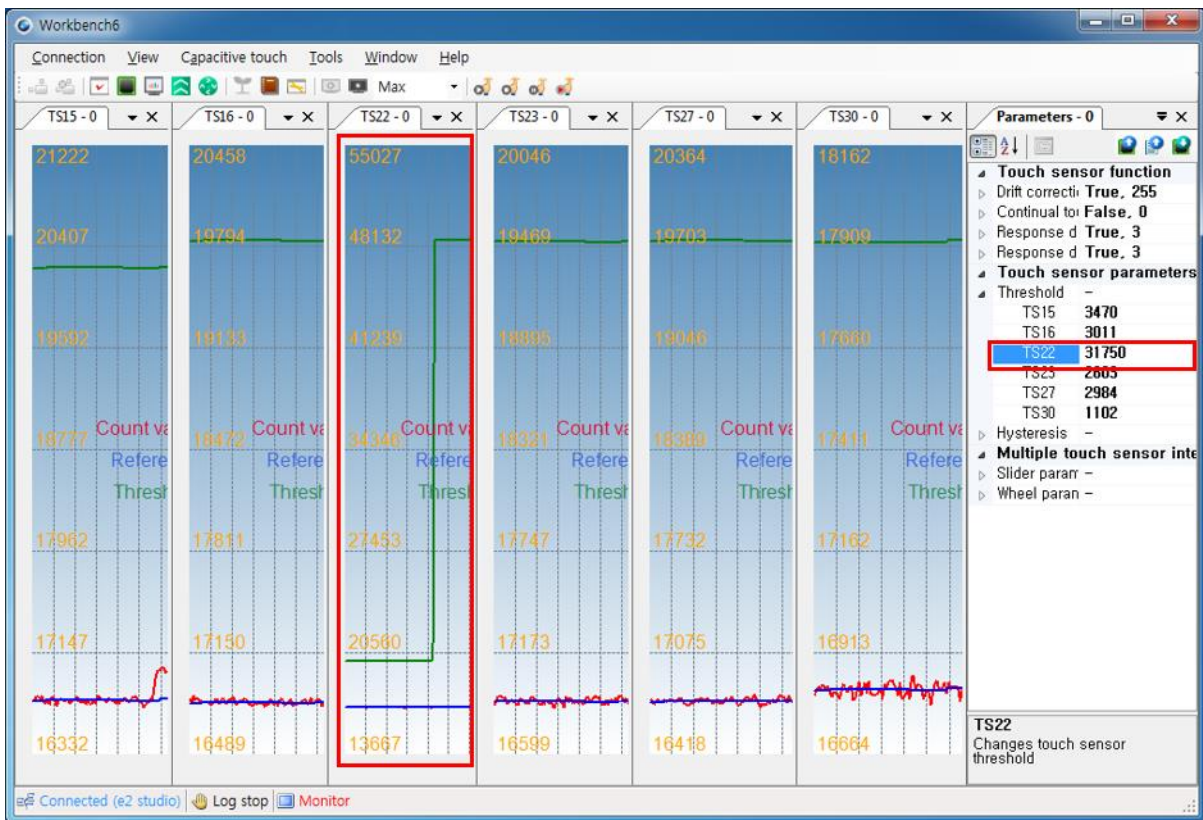 Workbench6
Connection View Capacitive touch Tools Window Help
Max
TS15 - 0
21222
20407
19592
18777
Count va
Refere
Thresh
17962
17147
16332
TS16 - 0
20458
19794
19133
18472
Count va
Refere
Thresh
17811
17150
16489
TS22 - 0
55027
48132
41239
34346
Count va
Refere
Thresh
27453
20560
13667
TS23 - 0
20046
19469
18895
18321
Count va
Refere
Thresh
17747
17173
16599
TS27 - 0
20364
19703
19046
18389
Count va
Refere
Thresh
17732
17075
16418
TS30 - 0
18162
17909
17660
17411
Count va
Refere
Thresh
17162
16913
16664
Parameters - 0
Touch sensor function
Drift correctic True, 255
Continual tou False, 0
Response d True, 3
Response d True, 3
Touch sensor parameters
Threshold –
TS15 3470
TS16 3011
TS22 31750
TS23 2603
TS27 2984
TS30 1102
Hysteresis –
Multiple touch sensor inte
Slider param –
Wheel paran –
TS22
Changes touch sensor
threshold
Connected (e2 studio) Log stop Monitor